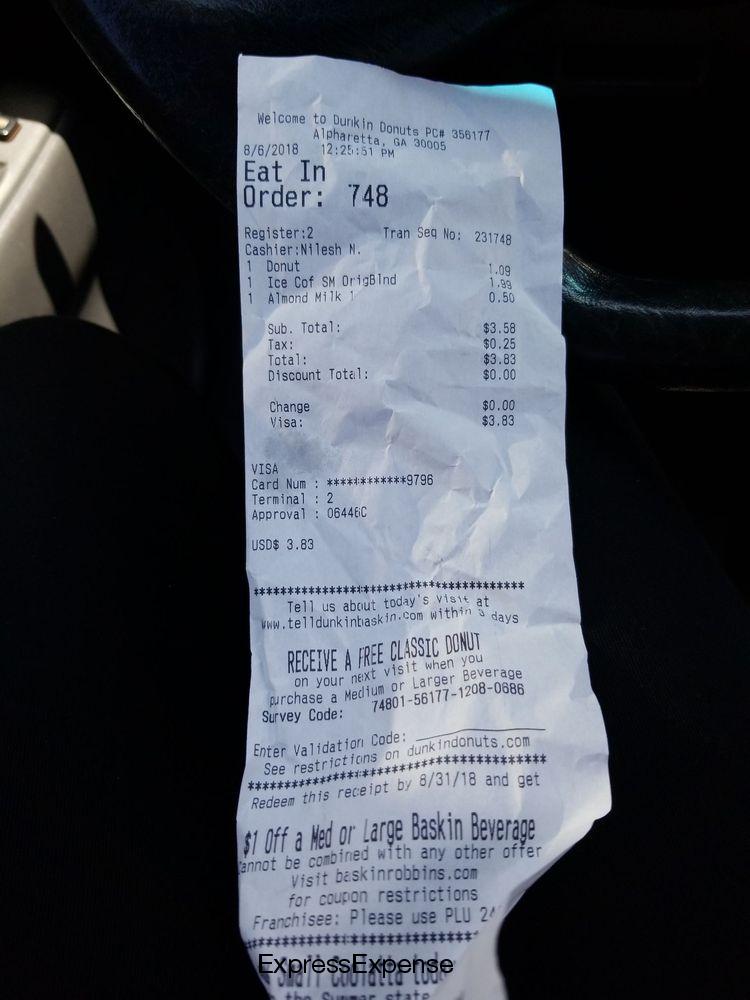 Welcome to Dunkin Donuts PC# 356177
Alpharetta, GA 30005
8/6/2018 12:25:51 PM
Eat In
Order: 748
Register:2 Tran Seq No: 231748
Cashier:Nilesh N.
1 Donut 1.09
1 Ice Cof SM OrigBlnd 1.99
1 Almond Milk 1 0.50
Sub. Total: $3.58
Tax: $0.25
Total: $3.83
Discount Total: $0.00
Change $0.00
Visa: $3.83
VISA
Card Num : ************9796
Terminal : 2
Approval : 06446C
USD$ 3.83
************************************
Tell us about today's visit at
www.telldunkinbaskin.com within 3 days
RECEIVE A FREE CLASSIC DONUT
on your next visit when you
purchase a Medium or Larger Beverage
Survey Code: 74801-56177-1208-0686
Enter Validation Code: ____________
See restrictions on dunkindonuts.com
************************************
Redeem this receipt by 8/31/18 and get
$1 Off a Med or Large Baskin Beverage
Cannot be combined with any other offer
Visit baskinrobbins.com
for coupon restrictions
Franchisee: Please use PLU
************************************
Small Coolatta
ExpressExpense
the Summer state